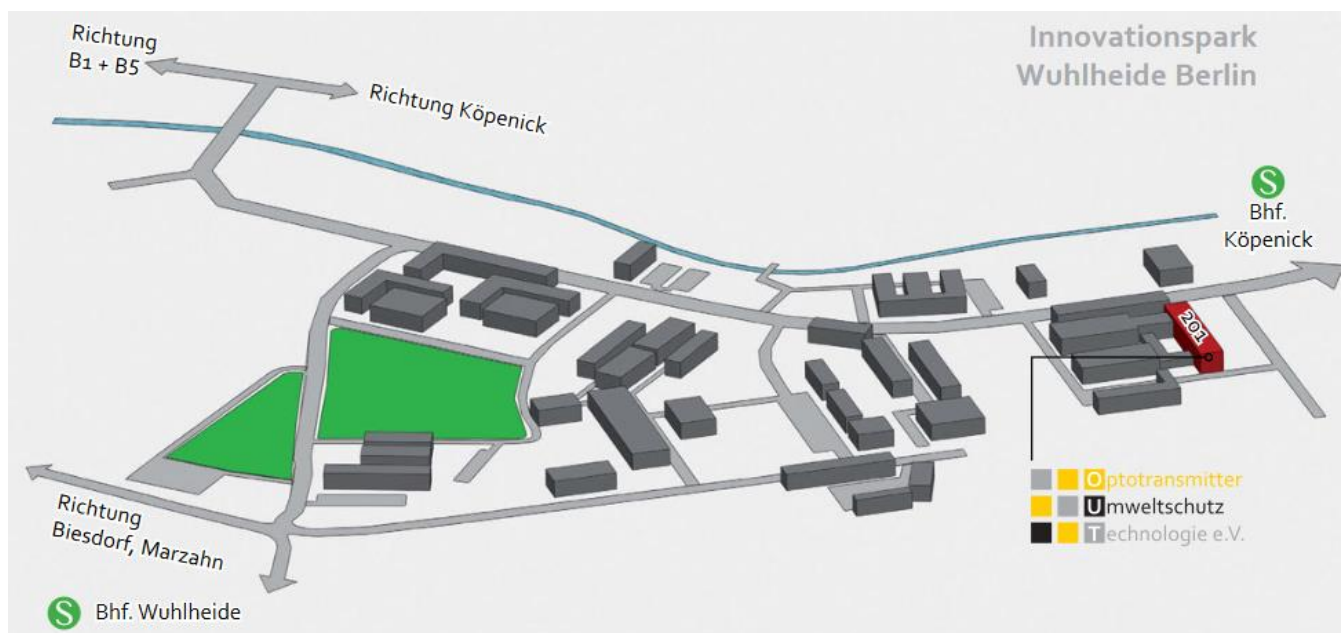 Innovationspark
Wuhlheide Berlin
Richtung
B1 + B5
Richtung Köpenick
S
Bhf.
Köpenick
201
Optotransmitter
Umweltschutz
Technologie e.V.
Richtung
Biesdorf, Marzahn
S Bhf. Wuhlheide